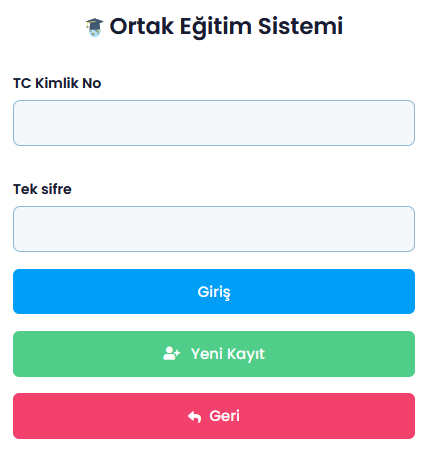 Ortak Eğitim Sistemi
TC Kimlik No
Tek sifre
Giriş
Yeni Kayıt
Geri